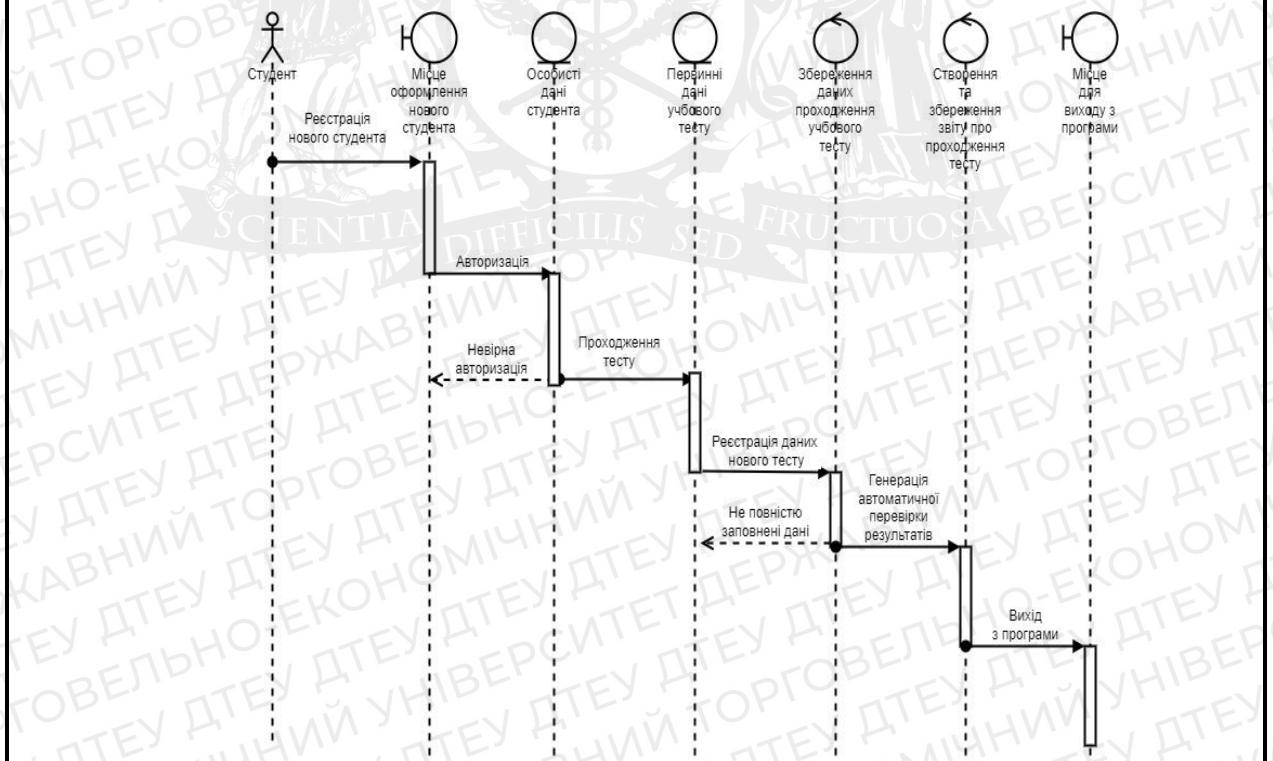 Студент
Місце
оформлення
нового
студента
Особисті
дані
студента
Первинні
дані
учбового
тесту
Збереження
даних
проходження
учбового
тесту
Створення
та
збереження
звіту про
проходження
тесту
Місце
для
виходу з
програми
Реєстрація
нового студента
SCIENTIA DIFFICILIS SED FRUCTUOSA
Авторизація
Невірна
авторизація
Проходження
тесту
Реєстрація даних
нового тесту
Не повністю
заповнені дані
Генерація
автоматичної
перевірки
результатів
Вихід
з програми